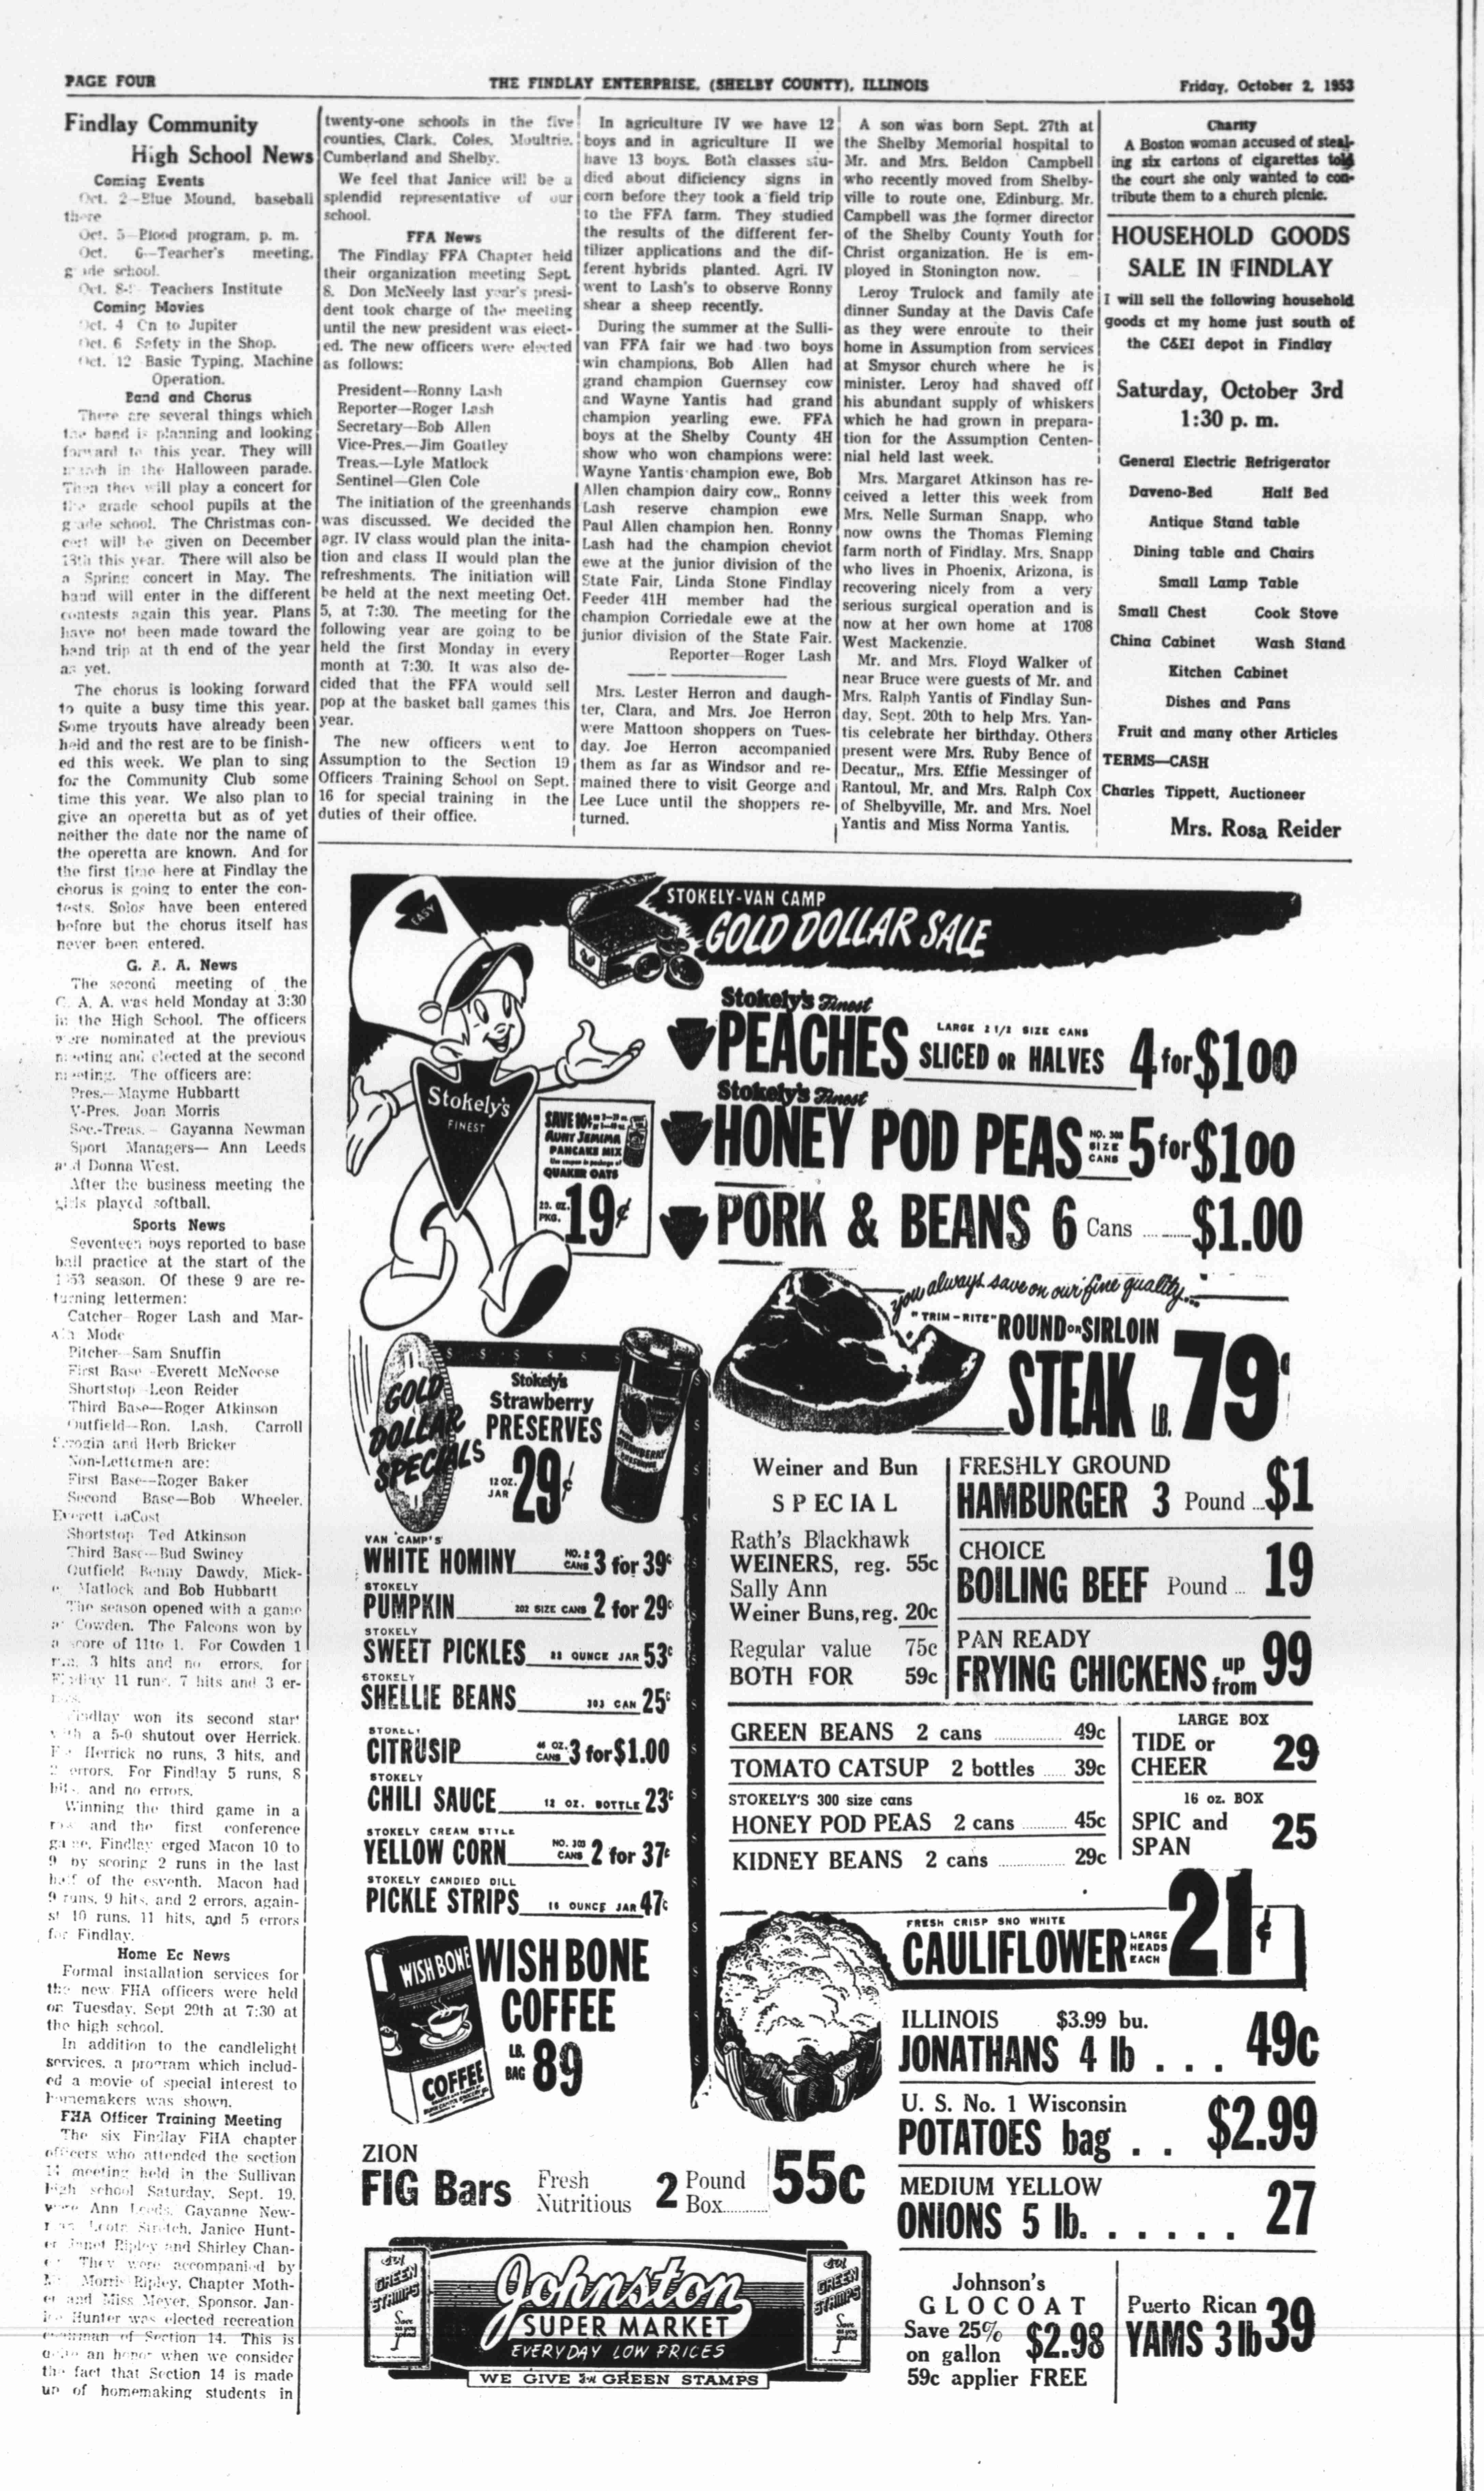 PAGE FOUR
THE FINDLAY ENTERPRISE, (SHELBY COUNTY), ILLINOIS
Friday, October 2, 1953
Findlay Community
High School News
Coming Events
Oct. 2-Blue Mound, baseball
there
Oct. 5-Blood program, p. m.
Oct. 6-Teacher's meeting,
grade school.
Oct. 8- Teachers Institute
Coming Movies
Oct. 4 On to Jupiter
Oct. 6 Safety in the Shop.
Oct. 12 Basic Typing, Machine
Operation.
Band and Chorus
There are several things which
the band is planning and looking
forward to this year. They will
march in the Halloween parade.
Then they will play a concert for
the grade school pupils at the
grade school. The Christmas con-
cert will be given on December
13th this year. There will also be
a Spring concert in May. The
band will enter in the different
contests again this year. Plans
have not been made toward the
band trip at th end of the year
as yet.
The chorus is looking forward
to quite a busy time this year.
Some tryouts have already been
held and the rest are to be finish-
ed this week. We plan to sing
for the Community Club some
time this year. We also plan to
give an operetta but as of yet
neither the date nor the name of
the operetta are known. And for
the first time here at Findlay the
chorus is going to enter the con-
tests. Solos have been entered
before but the chorus itself has
never been entered.
G. A. A. News
The second meeting of the
G. A. A. was held Monday at 3:30
in the High School. The officers
were nominated at the previous
meeting and elected at the second
meeting. The officers are:
Pres.- Mayme Hubbartt
V-Pres. Joan Morris
Sec.-Treas. - Gayanna Newman
Sport Managers— Ann Leeds
and Donna West.
After the business meeting the
girls played softball.
Sports News
Seventeen boys reported to base
ball practice at the start of the
1953 season. Of these 9 are re-
turning lettermen:
Catcher- Roger Lash and Mar-
Mode
Pitcher-Sam Snuffin
First Base -Everett McNeese
Shortstop -Leon Reider
Third Base—Roger Atkinson
Outfield--Ron. Lash, Carroll
Scrogin and Herb Bricker
Non-Lettermen are:
First Base--Roger Baker
Second Base—Bob Wheeler,
Everett LaCost
Shortstop Ted Atkinson
Third Base--Bud Swiney
Outfield Benny Dawdy, Mick-
Matlock and Bob Hubbartt
The season opened with a game
at Cowden. The Falcons won by
a score of 11to 1. For Cowden 1
run, 3 hits and no errors, for
Findlay 11 runs, 7 hits and 3 er-
rors.
Findlay won its second start
with a 5-0 shutout over Herrick.
For Herrick no runs, 3 hits, and
2 errors. For Findlay 5 runs, 8
hits, and no errors.
Winning the third game in a
row and the first conference
game, Findlay erged Macon 10 to
9 by scoring 2 runs in the last
half of the esventh. Macon had
9 runs, 9 hits, and 2 errors, again-
st 10 runs, 11 hits, and 5 errors
for Findlay.
Home Ec News
Formal installation services for
the new FHA officers were held
on Tuesday, Sept 29th at 7:30 at
the high school.
In addition to the candlelight
services, a program which includ-
ed a movie of special interest to
homemakers was shown.
FHA Officer Training Meeting
The six Findlay FHA chapter
officers who attended the section
14 meeting held in the Sullivan
high school Saturday, Sept. 19,
were Ann Leeds, Gayanne New-
man, Stretch, Janice Hunt-
er Janet Ripley and Shirley Chan-
They were accompanied by
Morris Ripley, Chapter Moth-
er and Miss Meyer, Sponsor. Jan-
ice Hunter was elected recreation
chairman of Section 14. This is
quite an honor when we consider
the fact that Section 14 is made
up of homemaking students in
twenty-one schools in the five
counties, Clark, Coles, Moultrie,
Cumberland and Shelby.
We feel that Janice will be a
splendid representative of our
school.
FFA News
The Findlay FFA Chapter held
their organization meeting Sept.
8. Don McNeely last year's presi-
dent took charge of the meeting
until the new president was elect-
ed. The new officers were elected
as follows:
President--Ronny Lash
Reporter—Roger Lash
Secretary—Bob Allen
Vice-Pres.—Jim Goatley
Treas.—Lyle Matlock
Sentinel—Glen Cole
The initiation of the greenhands
was discussed. We decided the
agr. IV class would plan the inita-
tion and class II would plan the
refreshments. The initiation will
be held at the next meeting Oct.
5, at 7:30. The meeting for the
following year are going to be
held the first Monday in every
month at 7:30. It was also de-
cided that the FFA would sell
pop at the basket ball games this
year.
The new officers went to
Assumption to the Section 19
Officers Training School on Sept.
16 for special training in the
duties of their office.
In agriculture IV we have 12
boys and in agriculture II we
have 13 boys. Both classes stu-
died about dificiency signs in
corn before they took a field trip
to the FFA farm. They studied
the results of the different fer-
tilizer applications and the dif-
ferent hybrids planted. Agri. IV
went to Lash's to observe Ronny
shear a sheep recently.
During the summer at the Sulli-
van FFA fair we had two boys
win champions, Bob Allen had
grand champion Guernsey cow
and Wayne Yantis had grand
champion yearling ewe. FFA
boys at the Shelby County 4H
show who won champions were:
Wayne Yantis champion ewe, Bob
Allen champion dairy cow,, Ronny
Lash reserve champion ewe
Paul Allen champion hen. Ronny
Lash had the champion cheviot
ewe at the junior division of the
State Fair, Linda Stone Findlay
Feeder 41H member had the
champion Corriedale ewe at the
junior division of the State Fair.
Reporter—Roger Lash
Mrs. Lester Herron and daugh-
ter, Clara, and Mrs. Joe Herron
were Mattoon shoppers on Tues-
day. Joe Herron accompanied
them as far as Windsor and re-
mained there to visit George and
Lee Luce until the shoppers re-
turned.
A son was born Sept. 27th at
the Shelby Memorial hospital to
Mr. and Mrs. Beldon Campbell
who recently moved from Shelby-
ville to route one, Edinburg. Mr.
Campbell was the former director
of the Shelby County Youth for
Christ organization. He is em-
ployed in Stonington now.
Leroy Trulock and family ate
dinner Sunday at the Davis Cafe
as they were enroute to their
home in Assumption from services
at Smysor church where he is
minister. Leroy had shaved off
his abundant supply of whiskers
which he had grown in prepara-
tion for the Assumption Centen-
nial held last week.
Mrs. Margaret Atkinson has re-
ceived a letter this week from
Mrs. Nelle Surman Snapp, who
now owns the Thomas Fleming
farm north of Findlay. Mrs. Snapp
who lives in Phoenix, Arizona, is
recovering nicely from a very
serious surgical operation and is
now at her own home at 1708
West Mackenzie.
Mr. and Mrs. Floyd Walker of
near Bruce were guests of Mr. and
Mrs. Ralph Yantis of Findlay Sun-
day, Sept. 20th to help Mrs. Yan-
tis celebrate her birthday. Others
present were Mrs. Ruby Bence of
Decatur,, Mrs. Effie Messinger of
Rantoul, Mr. and Mrs. Ralph Cox
of Shelbyville, Mr. and Mrs. Noel
Yantis and Miss Norma Yantis.
Charity
A Boston woman accused of steal-
ing six cartons of cigarettes told
the court she only wanted to con-
tribute them to a church picnic.
HOUSEHOLD GOODS
SALE IN FINDLAY
I will sell the following household
goods at my home just south of
the C&EI depot in Findlay
Saturday, October 3rd
1:30 p. m.
General Electric Refrigerator
Daveno-Bed Half Bed
Antique Stand table
Dining table and Chairs
Small Lamp Table
Small Chest Cook Stove
China Cabinet Wash Stand
Kitchen Cabinet
Dishes and Pans
Fruit and many other Articles
TERMS—CASH
Charles Tippett, Auctioneer
Mrs. Rosa Reider
STOKELY-VAN CAMP
GOLD DOLLAR SALE
EASY
Stokely's
FINEST
Stokely's Finest
PEACHES LARGE 2 1/2 SIZE CANS
SLICED OR HALVES 4 for $1 00
Stokely's Finest
HONEY POD PEAS NO. 303 SIZE CANS 5 for $1 00
PORK & BEANS 6 Cans $1.00
SAVE 10¢
AUNT JEMIMA
PANCAKE MIX
QUAKER OATS
20. OZ. PKG. 19¢
GOLD DOLLAR SPECIALS
Stokely's
Strawberry
PRESERVES
12 OZ. JAR 29¢
STRAWBERRY PRESERVES
VAN CAMP'S
WHITE HOMINY NO. 2 CANS 3 for 39¢
STOKELY
PUMPKIN 202 SIZE CANS 2 for 29¢
STOKELY
SWEET PICKLES 22 OUNCE JAR 53¢
STOKELY
SHELLIE BEANS 303 CAN 25¢
STOKELY
CITRUSIP 46 OZ. CANS 3 for $1.00
STOKELY
CHILI SAUCE 12 OZ. BOTTLE 23¢
STOKELY CREAM STYLE
YELLOW CORN NO. 303 CANS 2 for 37¢
STOKELY CANDIED DILL
PICKLE STRIPS 16 OUNCE JAR 47¢
WISH BONE
COFFEE
WISH BONE
COFFEE
LB. BAG 89
ZION
FIG Bars Fresh Nutritious 2 Pound Box 55c
you always save on our fine quality...
"TRIM-RITE" ROUND OR SIRLOIN
STEAK LB. 79¢
Weiner and Bun
SPECIAL
Rath's Blackhawk
WEINERS, reg. 55c
Sally Ann
Weiner Buns, reg. 20c
Regular value 75c
BOTH FOR 59c
FRESHLY GROUND
HAMBURGER 3 Pound ... $1
CHOICE
BOILING BEEF Pound ... 19
PAN READY
FRYING CHICKENS up from 99
GREEN BEANS 2 cans 49c
TOMATO CATSUP 2 bottles 39c
STOKELY'S 300 size cans
HONEY POD PEAS 2 cans 45c
KIDNEY BEANS 2 cans 29c
LARGE BOX
TIDE or
CHEER 29
16 oz. BOX
SPIC and
SPAN 25
FRESH CRISP SNO WHITE
CAULIFLOWER LARGE HEADS EACH 21¢
ILLINOIS $3.99 bu.
JONATHANS 4 lb . . . 49c
U. S. No. 1 Wisconsin
POTATOES bag . . $2.99
MEDIUM YELLOW
ONIONS 5 lb. . . . . . . 27
Johnson's
GLOCOAT
Save 25%
on gallon $2.98
59c applier FREE
Puerto Rican
YAMS 3 lb 39
S&H GREEN STAMPS
Johnston
SUPER MARKET
EVERYDAY LOW PRICES
WE GIVE S&H GREEN STAMPS
S&H GREEN STAMPS